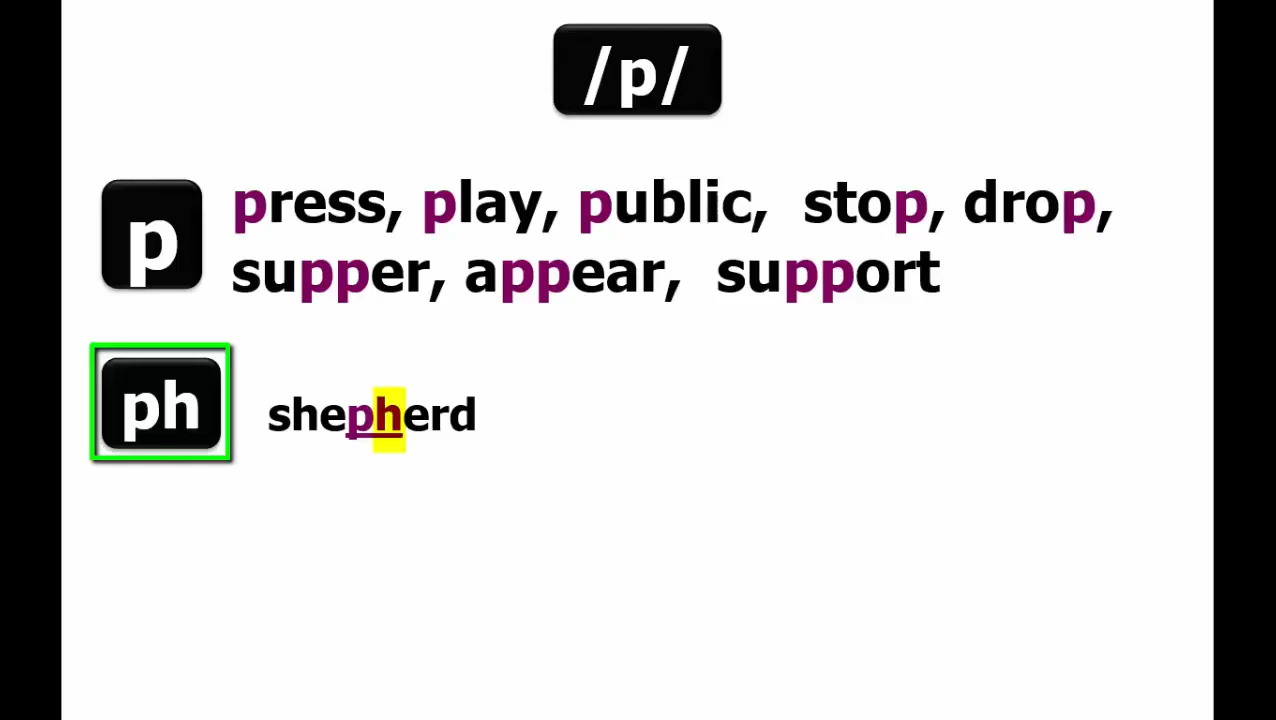 /p/
p
press, play, public, stop, drop,
supper, appear, support
ph
shepherd